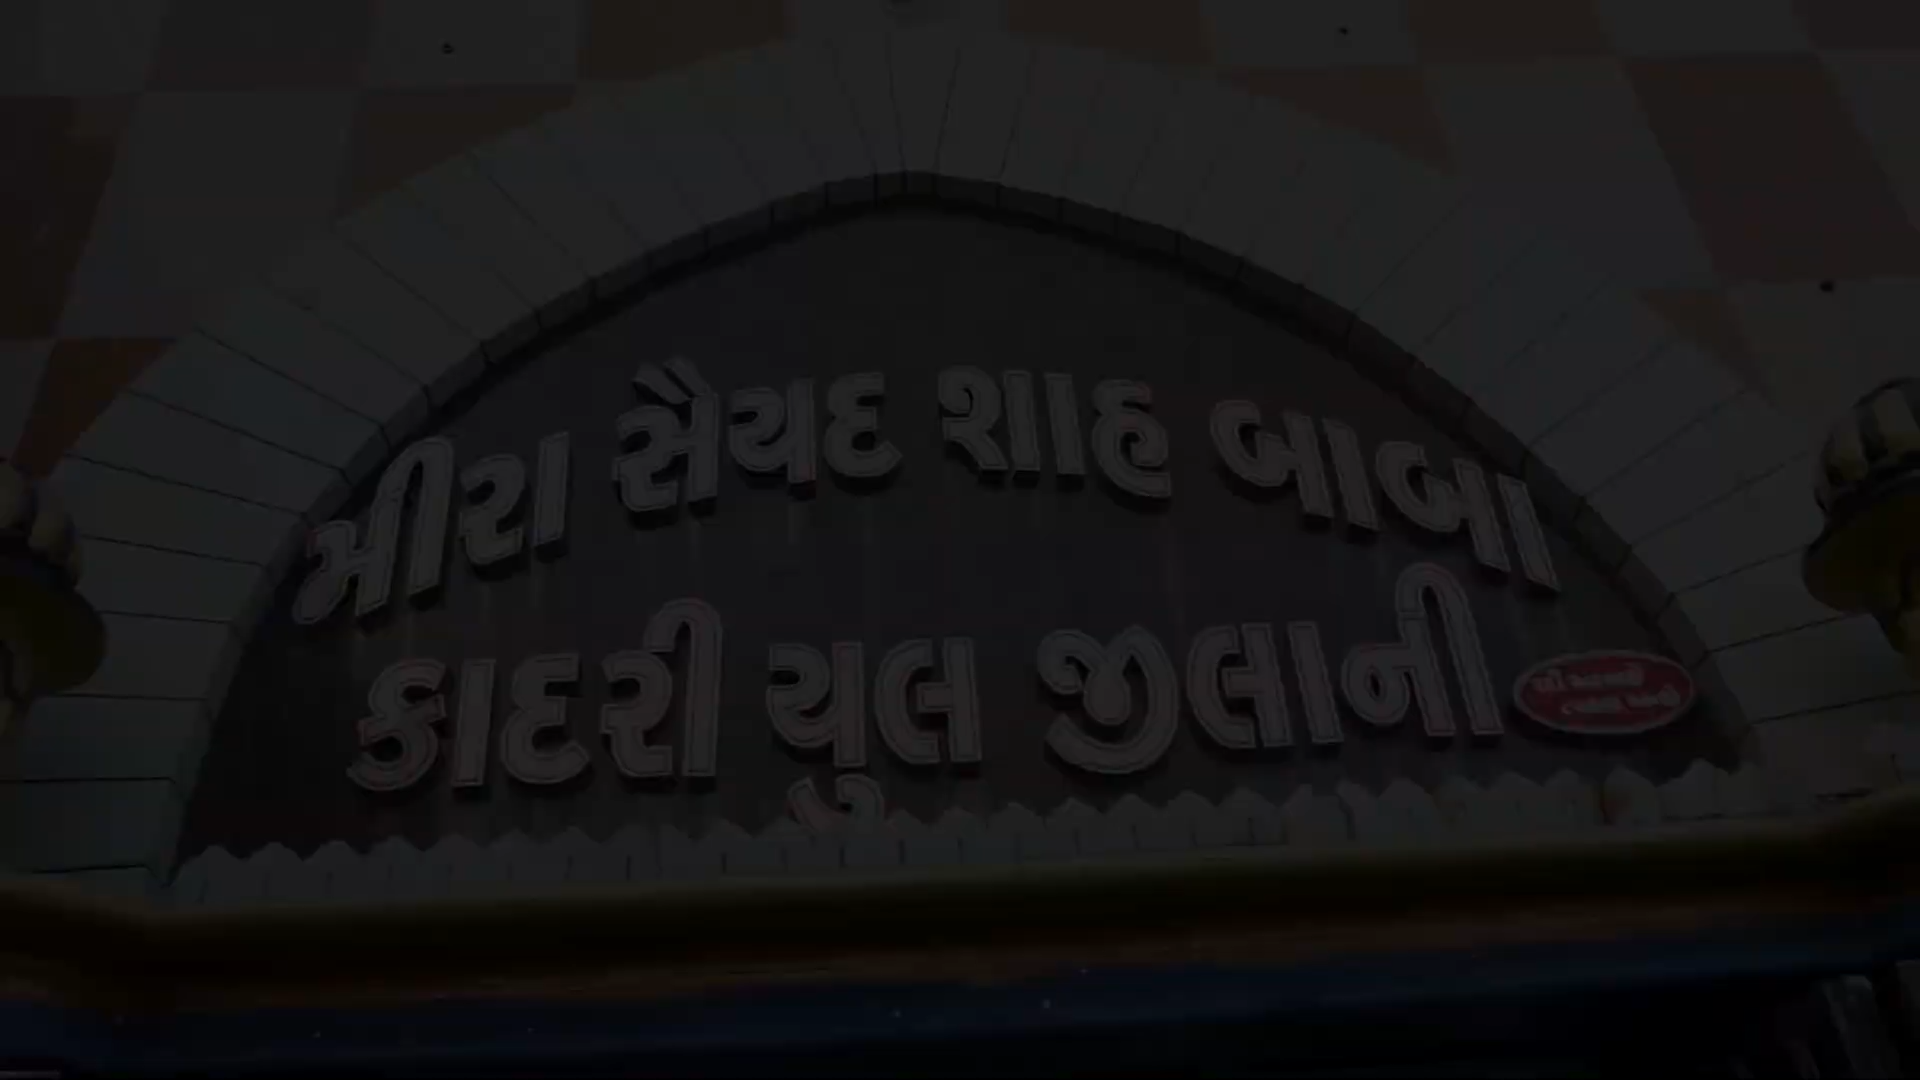 મીરા સૈયદ શાહ બાબા
કાદરી યુલ જીલાની